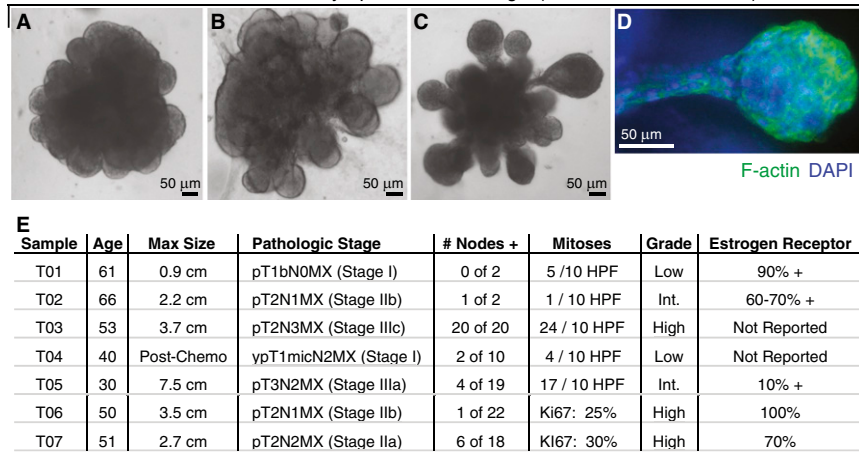 A B C D
50 µm
50 µm
50 µm
50 µm
F-actin DAPI
E
Sample Age Max Size Pathologic Stage # Nodes + Mitoses Grade Estrogen Receptor
T01 61 0.9 cm pT1bN0MX (Stage I) 0 of 2 5 /10 HPF Low 90% +
T02 66 2.2 cm pT2N1MX (Stage IIb) 1 of 2 1 / 10 HPF Int. 60-70% +
T03 53 3.7 cm pT2N3MX (Stage IIIc) 20 of 20 24 / 10 HPF High Not Reported
T04 40 Post-Chemo ypT1micN2MX (Stage I) 2 of 10 4 / 10 HPF Low Not Reported
T05 30 7.5 cm pT3N2MX (Stage IIIa) 4 of 19 17 / 10 HPF Int. 10% +
T06 50 3.5 cm pT2N1MX (Stage IIb) 1 of 22 Ki67: 25% High 100%
T07 51 2.7 cm pT2N2MX (Stage IIa) 6 of 18 KI67: 30% High 70%